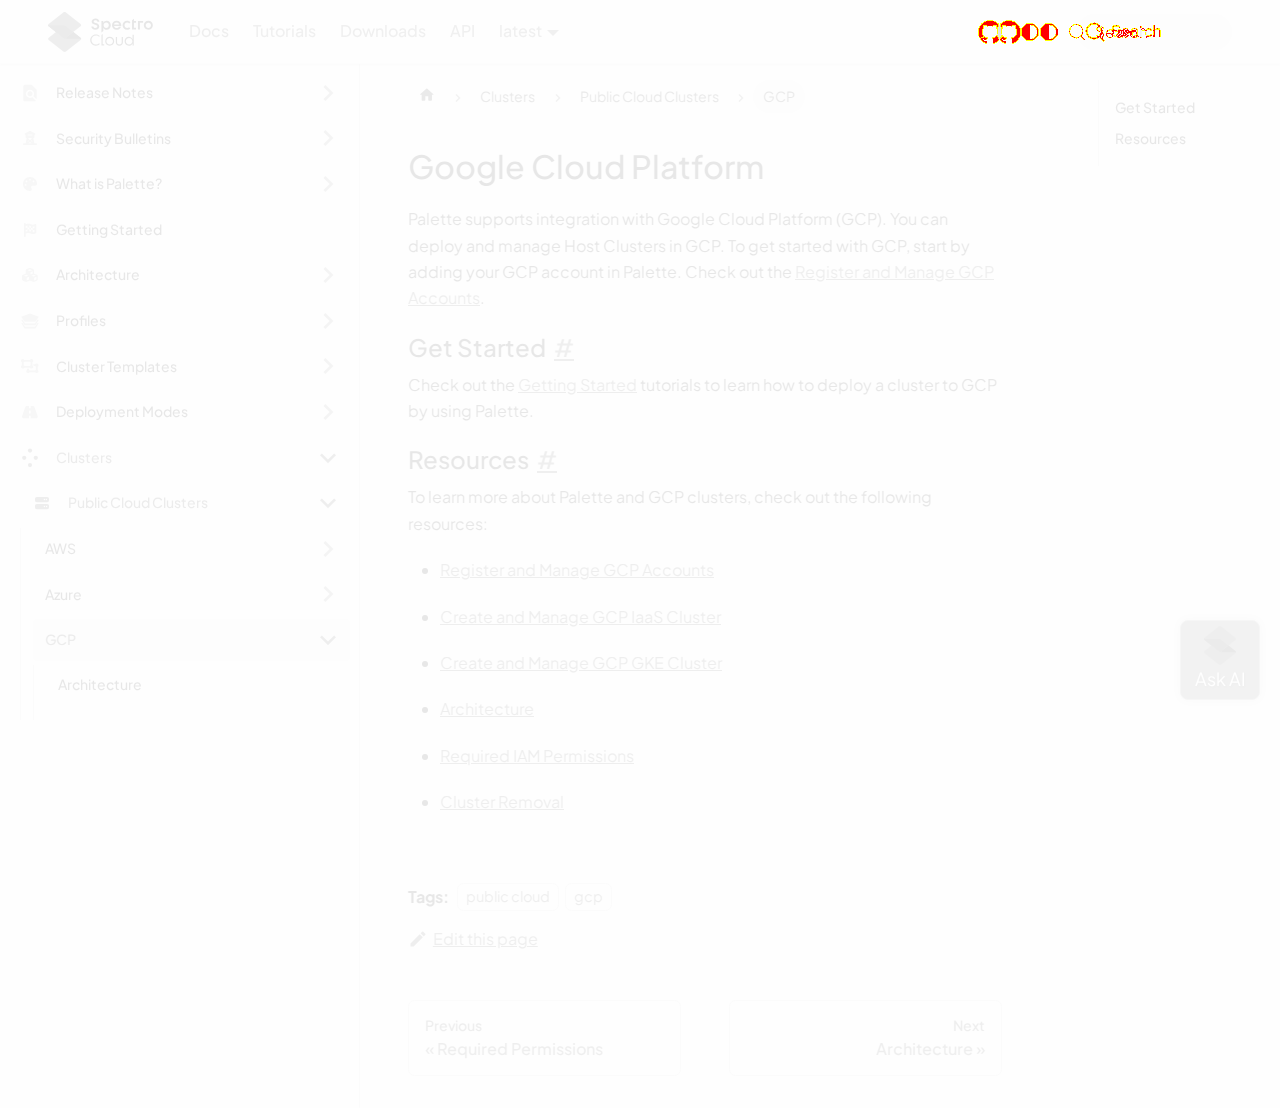 Spectro Cloud
Docs
Tutorials
Downloads
API
latest
Search
Release Notes
Security Bulletins
What is Palette?
Getting Started
Architecture
Profiles
Cluster Templates
Deployment Modes
Clusters
Public Cloud Clusters
AWS
Azure
GCP
Architecture
Clusters
Public Cloud Clusters
GCP
Google Cloud Platform
Palette supports integration with Google Cloud Platform (GCP). You can
deploy and manage Host Clusters in GCP. To get started with GCP, start by
adding your GCP account in Palette. Check out the Register and Manage GCP
Accounts.
Get Started #
Check out the Getting Started tutorials to learn how to deploy a cluster to GCP
by using Palette.
Resources #
To learn more about Palette and GCP clusters, check out the following
resources:
Register and Manage GCP Accounts
Create and Manage GCP IaaS Cluster
Create and Manage GCP GKE Cluster
Architecture
Required IAM Permissions
Cluster Removal
Tags: public cloud gcp
Edit this page
Previous
« Required Permissions
Next
Architecture »
Get Started
Resources
Ask AI